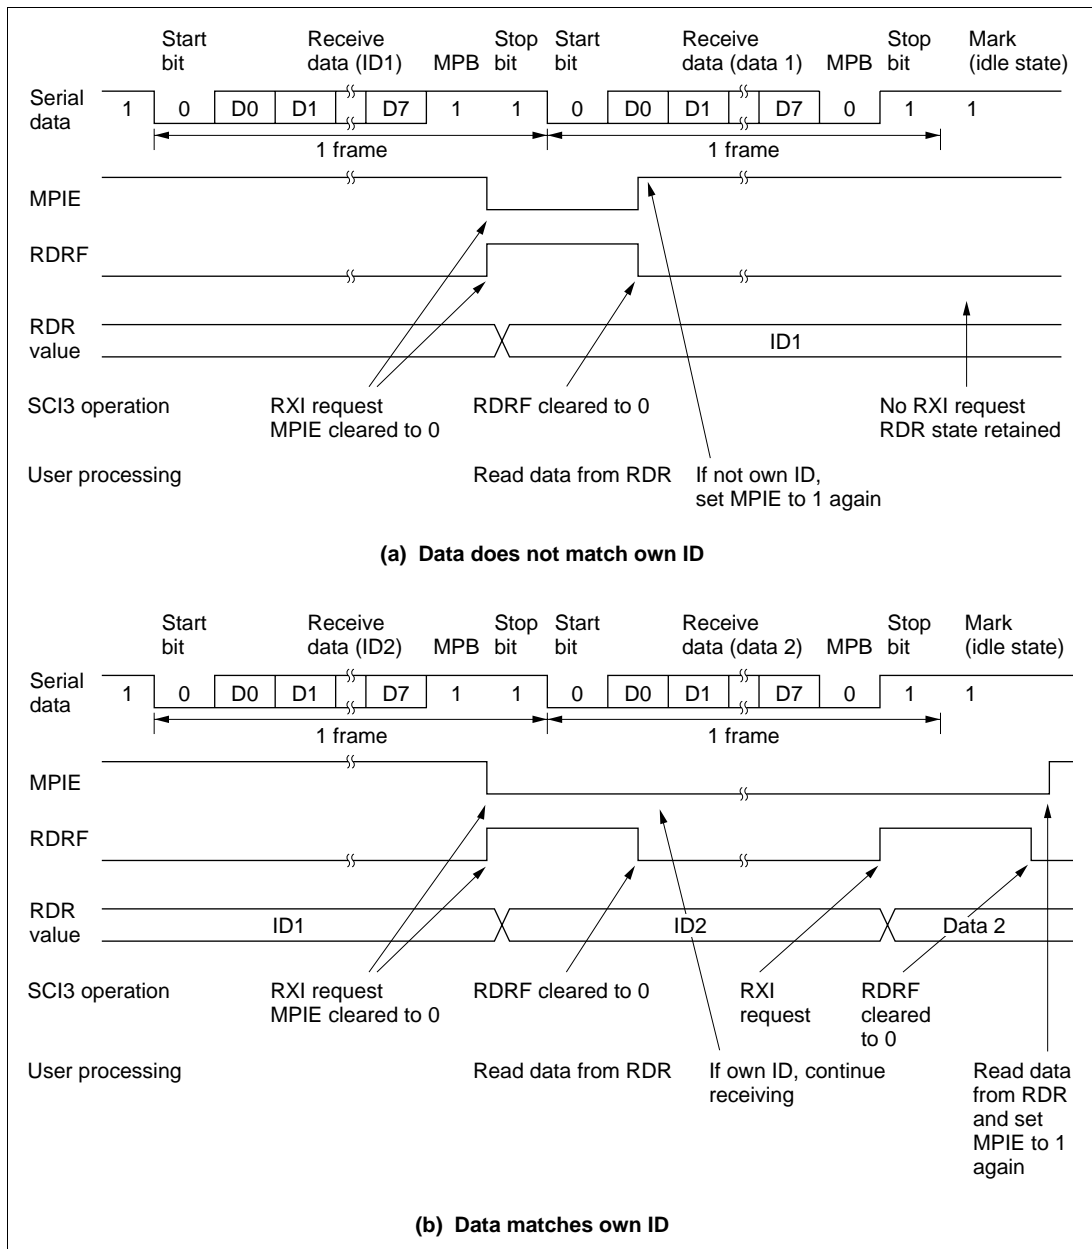 Start Receive Stop Start Receive Stop Mark
bit data (ID1) MPB bit bit data (data 1) MPB bit (idle state)
Serial
data
1 0 D0 D1 D7 1 1 0 D0 D1 D7 0 1 1
1 frame 1 frame
MPIE
RDRF
RDR
value
ID1
SCI3 operation RXI request RDRF cleared to 0 No RXI request
MPIE cleared to 0 RDR state retained
User processing Read data from RDR If not own ID,
set MPIE to 1 again
(a) Data does not match own ID
Start Receive Stop Start Receive Stop Mark
bit data (ID2) MPB bit bit data (data 2) MPB bit (idle state)
Serial
data
1 0 D0 D1 D7 1 1 0 D0 D1 D7 0 1 1
1 frame 1 frame
MPIE
RDRF
RDR
value
ID1 ID2 Data 2
SCI3 operation RXI request RDRF cleared to 0 RXI RDRF
MPIE cleared to 0 request cleared
to 0
User processing Read data from RDR If own ID, continue Read data
receiving from RDR
and set
MPIE to 1
again
(b) Data matches own ID